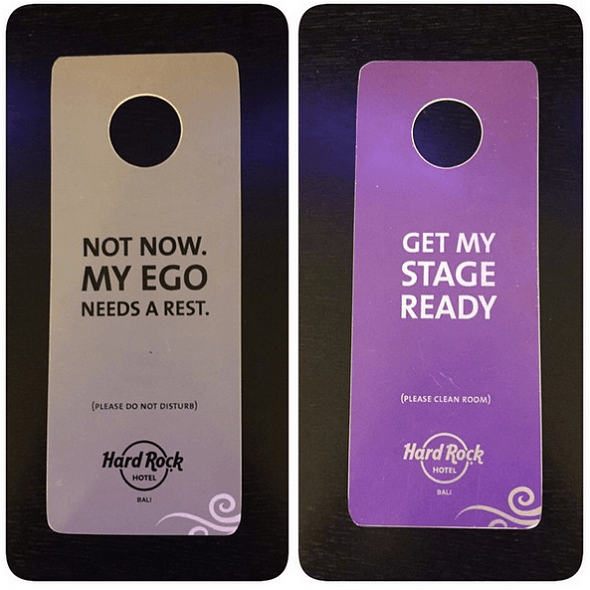 NOT NOW.
MY EGO
NEEDS A REST.
(PLEASE DO NOT DISTURB)
Hard Rock
HOTEL
BALI
GET MY
STAGE
READY
(PLEASE CLEAN ROOM)
Hard Rock
HOTEL
BALI